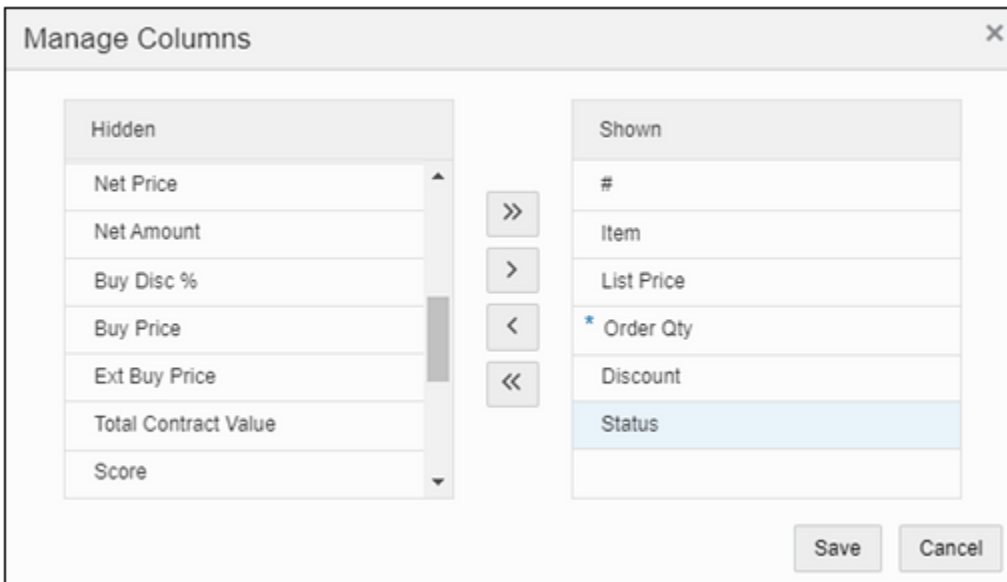 Manage Columns
×
Hidden
Net Price
Net Amount
Buy Disc %
Buy Price
Ext Buy Price
Total Contract Value
Score
»
>
<
«
Shown
#
Item
List Price
* Order Qty
Discount
Status
Save
Cancel